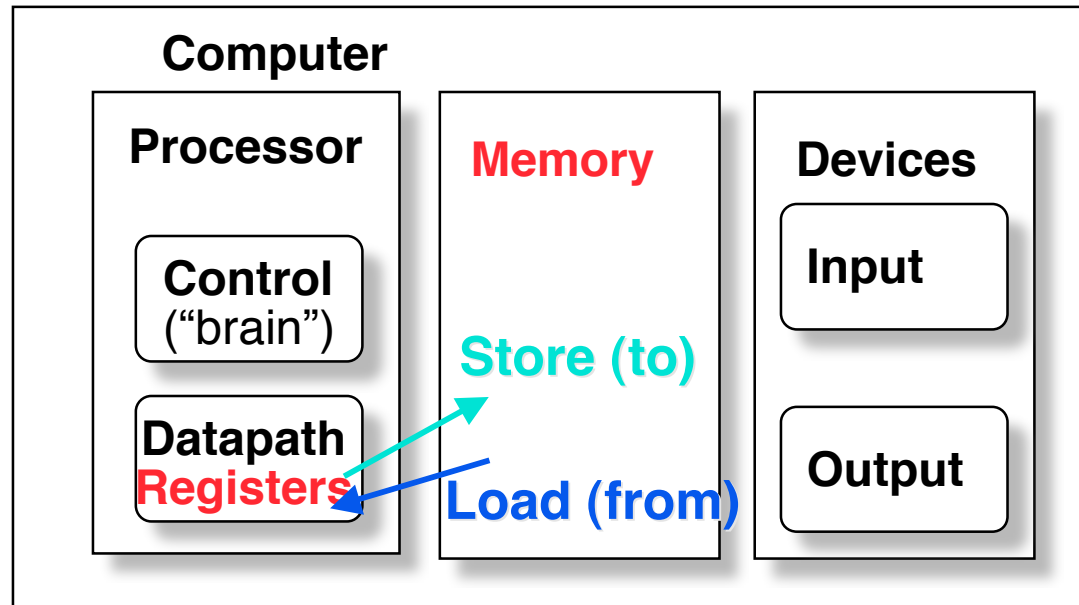 Computer
Processor
Control
(“brain”)
Datapath
Registers
Memory
Store (to)
Load (from)
Devices
Input
Output